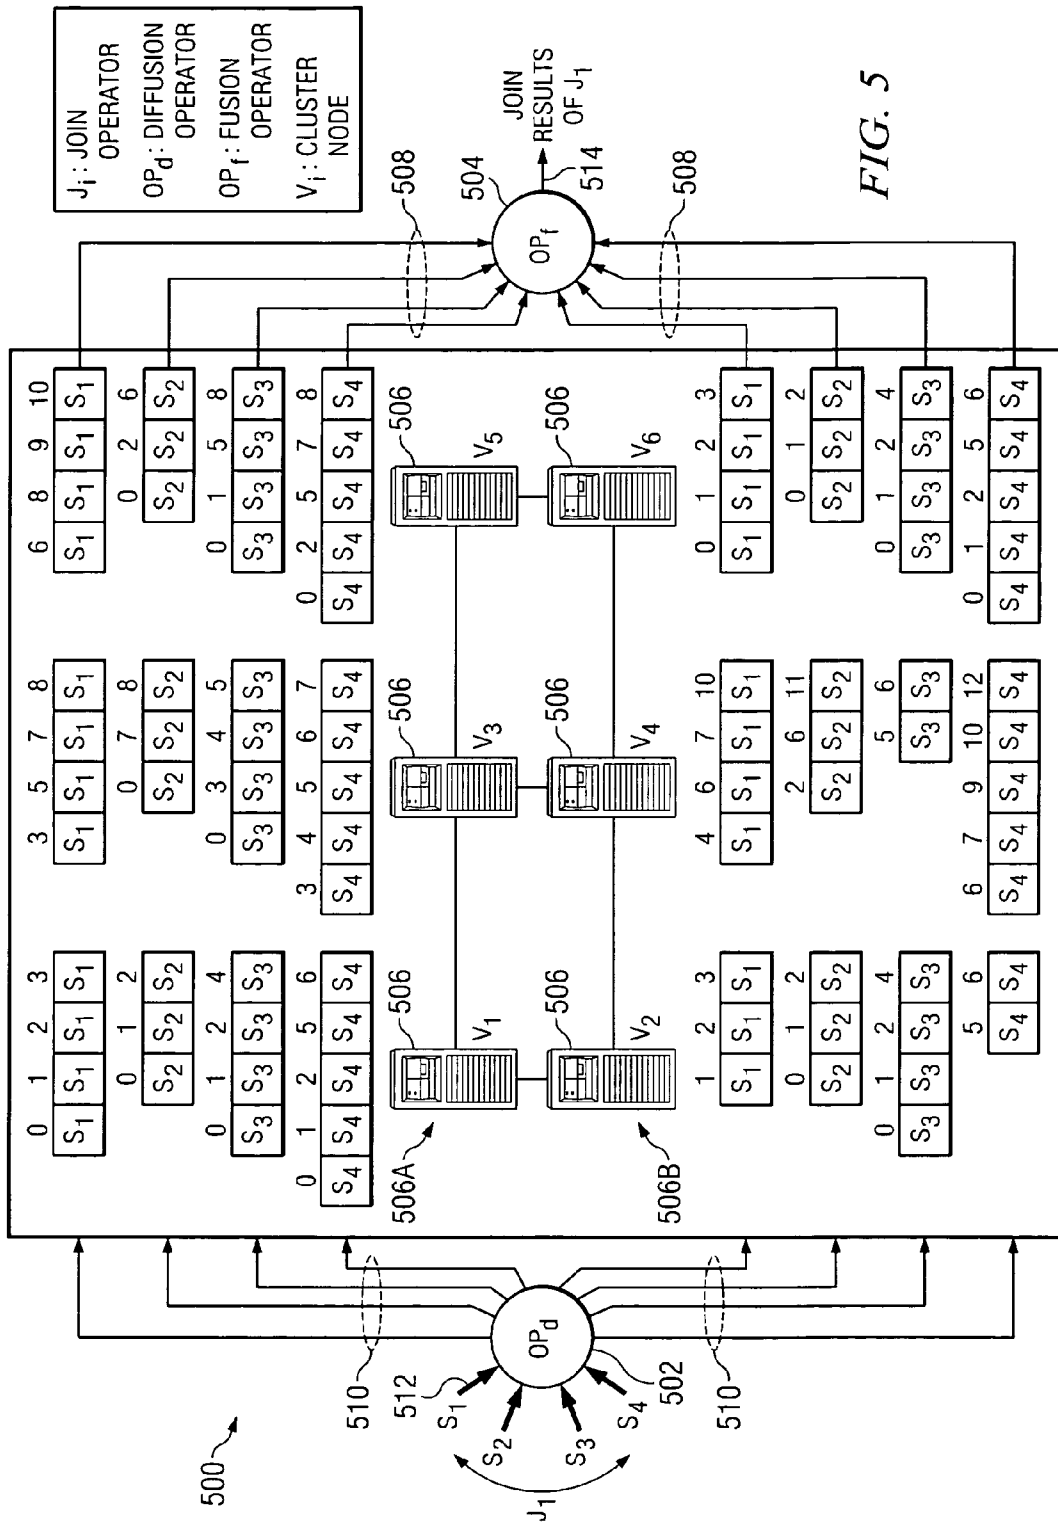 Ji : JOIN
OPERATOR
OPd : DIFFUSION
OPERATOR
OPf : FUSION
OPERATOR
Vi : CLUSTER
NODE
500
J1
S1
S2
S3
S4
512
OPd
502
510
510
0 1 2 3
S1 S1 S1 S1
0 1 2
S2 S2 S2
0 1 2 4
S3 S3 S3 S3
0 1 2 5 6
S4 S4 S4 S4 S4
3 5 7 8
S1 S1 S1 S1
0 7 8
S2 S2 S2
0 3 4 5
S3 S3 S3 S3
3 4 5 6 7
S4 S4 S4 S4 S4
6 8 9 10
S1 S1 S1 S1
0 2 6
S2 S2 S2
0 1 5 8
S3 S3 S3 S3
0 2 5 7 8
S4 S4 S4 S4 S4
506A
506
V1
506
V3
506
V5
506B
506
V2
506
V4
506
V6
1 2 3
S1 S1 S1
0 1 2
S2 S2 S2
0 1 2 4
S3 S3 S3 S3
5 6
S4 S4
4 6 7 10
S1 S1 S1 S1
2 6 11
S2 S2 S2
5 6
S3 S3
6 7 9 10 12
S4 S4 S4 S4 S4
0 1 2 3
S1 S1 S1 S1
0 1 2
S2 S2 S2
0 1 2 4
S3 S3 S3 S3
0 1 2 5 6
S4 S4 S4 S4 S4
508
504
OPf
JOIN
RESULTS
OF J1
514
508
FIG. 5